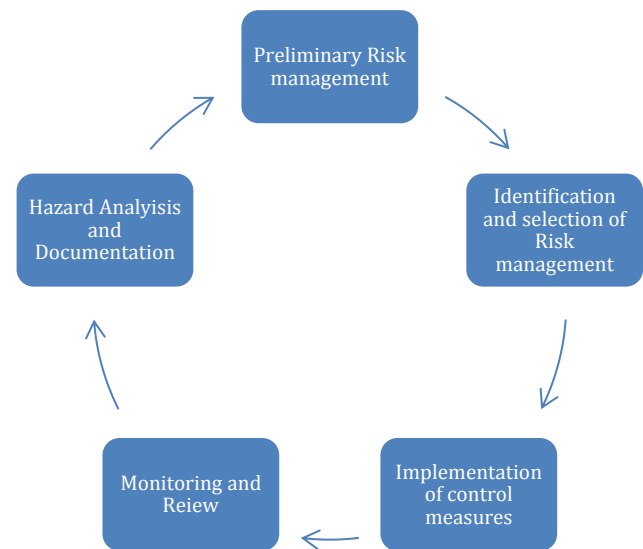 Preliminary Risk
management
Identification
and selection of
Risk
management
Implementation
of control
measures
Monitoring and
Reiew
Hazard Analyisis
and
Documentation